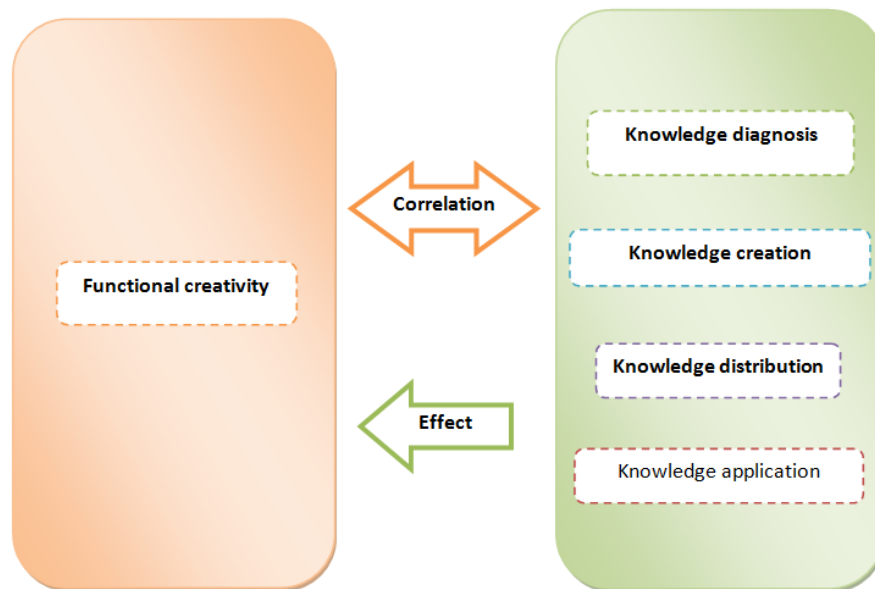 Knowledge diagnosis
Correlation
Knowledge creation
Functional creativity
Knowledge distribution
Effect
Knowledge application